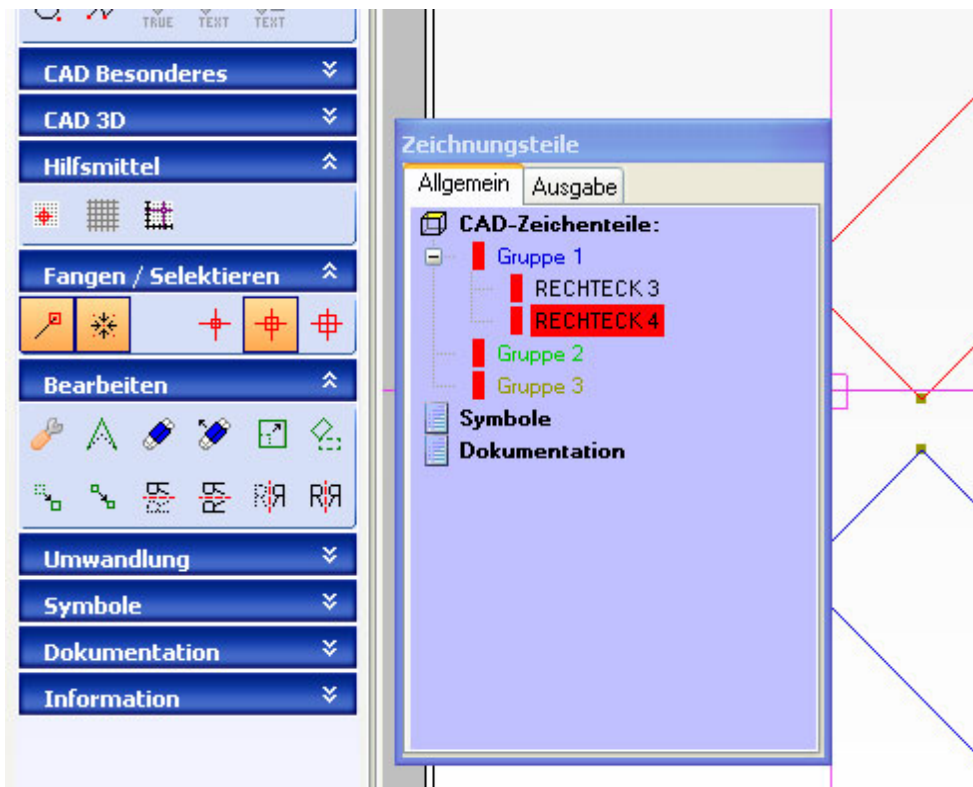 TRUE TEXT TEXT
CAD Besonderes
CAD 3D
Hilfsmittel
Fangen / Selektieren
Bearbeiten
Umwandlung
Symbole
Dokumentation
Information
Zeichnungsteile
Allgemein Ausgabe
CAD-Zeichenteile:
Gruppe 1
RECHTECK 3
RECHTECK 4
Gruppe 2
Gruppe 3
Symbole
Dokumentation